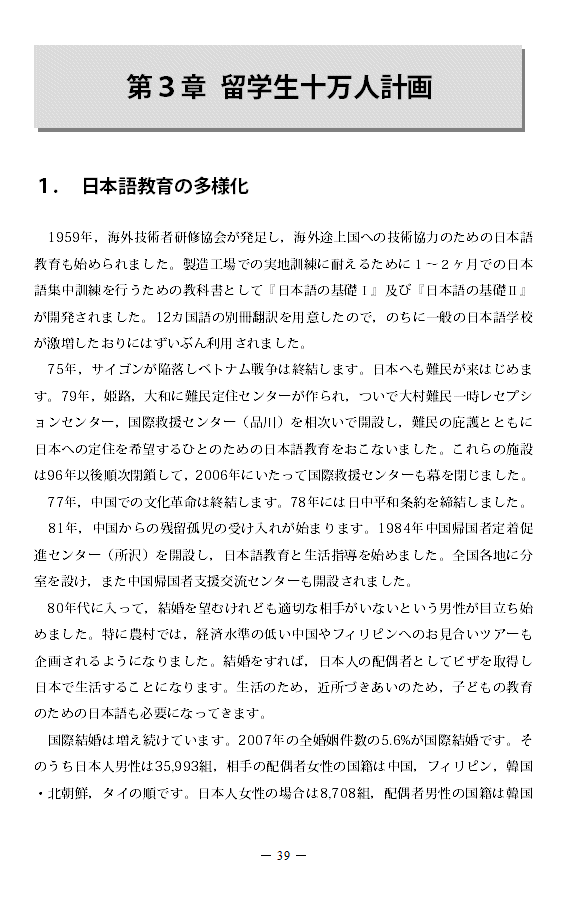 第３章 留学生十万人計画
１． 日本語教育の多様化
1959年，海外技術者研修協会が発足し，海外途上国への技術協力のための日本語
教育も始められました。製造工場での実地訓練に耐えるために１～２ヶ月での日本
語集中訓練を行うための教科書として『日本語の基礎Ⅰ』及び『日本語の基礎Ⅱ』
が開発されました。12カ国語の別冊翻訳を用意したので，のちに一般の日本語学校
が激増したおりにはずいぶん利用されました。
75年，サイゴンが陥落しベトナム戦争は終結します。日本へも難民が来はじめま
す。79年，姫路，大和に難民定住センターが作られ，ついで大村難民一時レセプシ
ョンセンター，国際救援センター（品川）を相次いで開設し，難民の庇護とともに
日本への定住を希望するひとのための日本語教育をおこないました。これらの施設
は96年以後順次閉鎖して，2006年にいたって国際救援センターも幕を閉じました。
77年，中国での文化革命は終結します。78年には日中平和条約を締結しました。
81年，中国からの残留孤児の受け入れが始まります。1984年中国帰国者定着促
進センター（所沢）を開設し，日本語教育と生活指導を始めました。全国各地に分
室を設け，また中国帰国者支援交流センターも開設されました。
80年代に入って，結婚を望むけれども適切な相手がいないという男性が目立ち始
めました。特に農村では，経済水準の低い中国やフィリピンへのお見合いツアーも
企画されるようになりました。結婚をすれば，日本人の配偶者としてビザを取得し
日本で生活することになります。生活のため，近所づきあいのため，子どもの教育
のための日本語も必要になってきます。
国際結婚は増え続けています。2007年の全婚姻件数の5.6%が国際結婚です。そ
のうち日本人男性は35,993組，相手の配偶者女性の国籍は中国，フィリピン，韓国
・北朝鮮，タイの順です。日本人女性の場合は8,708組，配偶者男性の国籍は韓国
－ 39 －